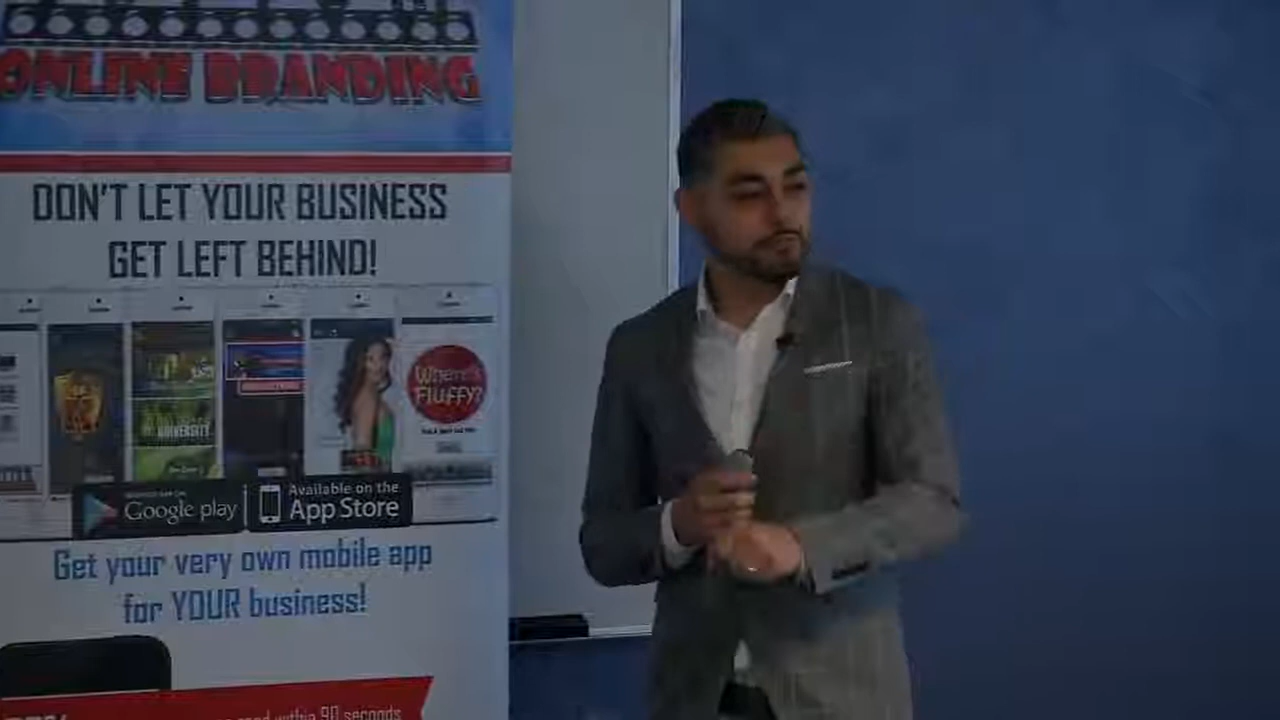 ONLINE BRANDING
DON'T LET YOUR BUSINESS
GET LEFT BEHIND!
Where's
Fluffy?
UNIVERSITY
Google play
Available on the
App Store
Get your very own mobile app
for YOUR business!
within 90 seconds